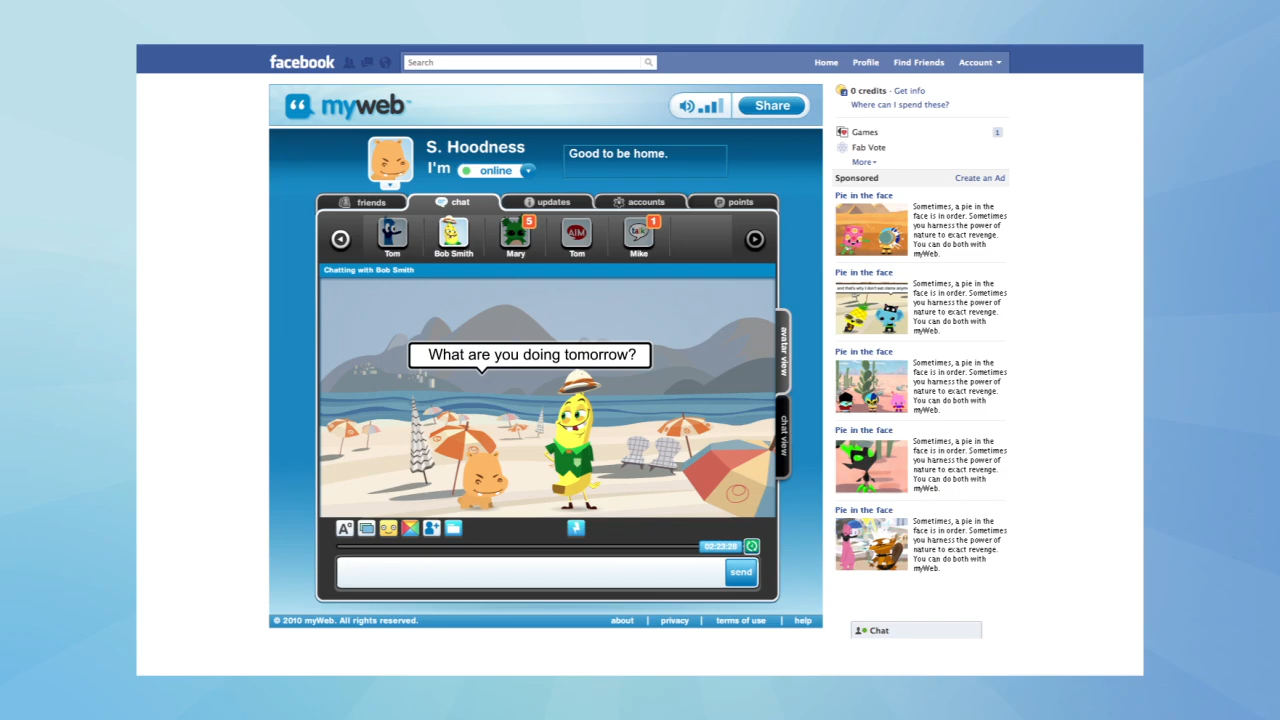 facebook
Search
Home
Profile
Find Friends
Account
myweb
Share
S. Hoodness
I'm online
Good to be home.
friends
chat
updates
accounts
points
5
1
AIM
talk
Tom
Bob Smith
Mary
Tom
Mike
Chatting with Bob Smith
What are you doing tomorrow?
avatar view
chat view
A
02:23:28
send
© 2010 myWeb. All rights reserved.
about | privacy | terms of use | help
0 credits - Get info
Where can I spend these?
Games
1
Fab Vote
More
Sponsored
Create an Ad
Pie in the face
Sometimes, a pie in the
face is in order. Sometimes
you harness the power of
nature to exact revenge.
You can do both with
myWeb.
Pie in the face
and that's why I don't eat clams
Sometimes, a pie in the
face is in order. Sometimes
you harness the power of
nature to exact revenge.
You can do both with
myWeb.
Pie in the face
Sometimes, a pie in the
face is in order. Sometimes
you harness the power of
nature to exact revenge.
You can do both with
myWeb.
Pie in the face
Sometimes, a pie in the
face is in order. Sometimes
you harness the power of
nature to exact revenge.
You can do both with
myWeb.
Pie in the face
Sometimes, a pie in the
face is in order. Sometimes
you harness the power of
nature to exact revenge.
You can do both with
myWeb.
Chat